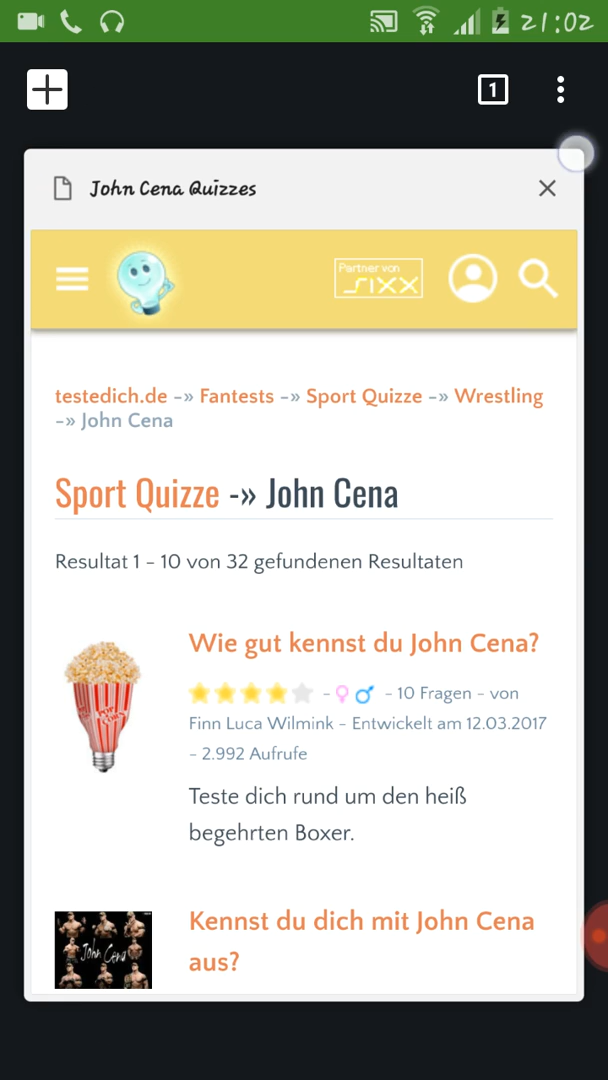 21:02
1
John Cena Quizzes
Partner von
sixx
testedich.de -» Fantests -» Sport Quizze -» Wrestling
-» John Cena
Sport Quizze -» John Cena
Resultat 1 - 10 von 32 gefundenen Resultaten
Wie gut kennst du John Cena?
- ♀ ♂ - 10 Fragen - von
Finn Luca Wilmink - Entwickelt am 12.03.2017
- 2.992 Aufrufe
Teste dich rund um den heiß
begehrten Boxer.
Kennst du dich mit John Cena
aus?
John Cena